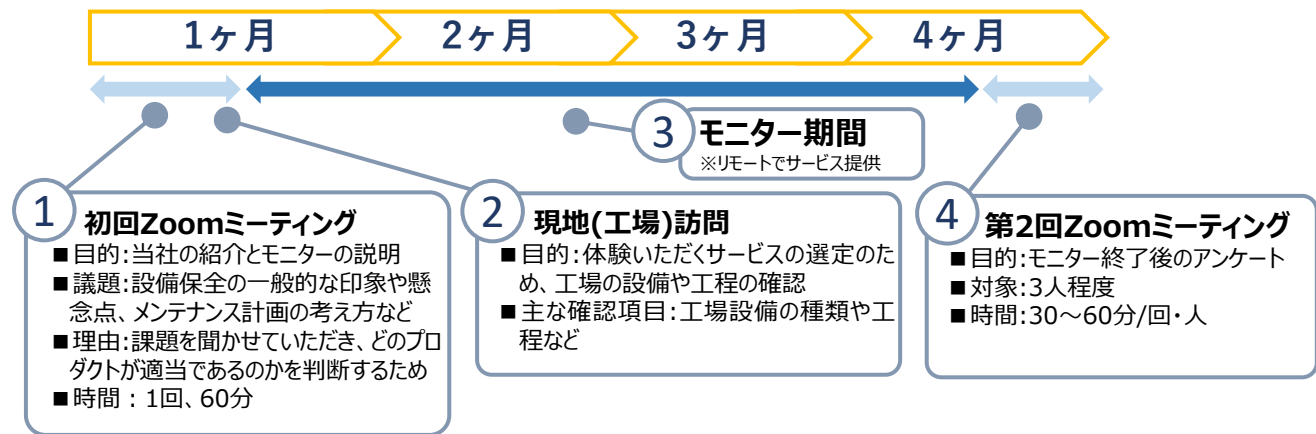 1ヶ月
2ヶ月
3ヶ月
4ヶ月
3
モニター期間
※リモートでサービス提供
1
初回Zoomミーティング
■目的:当社の紹介とモニターの説明
■議題:設備保全の一般的な印象や懸
念点、メンテナンス計画の考え方など
■理由:課題を聞かせていただき、どのプロ
ダクトが適当であるのかを判断するため
■時間：1回、60分
2
現地(工場)訪問
■目的:体験いただくサービスの選定のた
め、工場の設備や工程の確認
■主な確認項目:工場設備の種類や工
程など
4
第2回Zoomミーティング
■目的:モニター終了後のアンケート
■対象:3人程度
■時間:30～60分/回・人